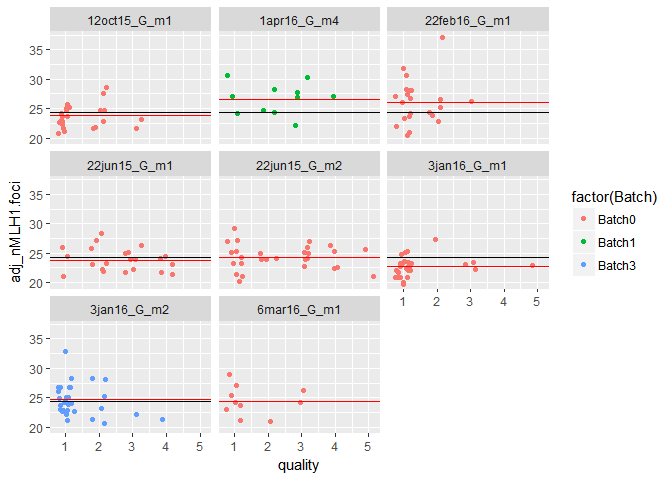 12oct15_G_m1 1apr16_G_m4 22feb16_G_m1
35
30
25
20
22jun15_G_m1 22jun15_G_m2 3jan16_G_m1
35
30
25
20
3jan16_G_m2 6mar16_G_m1
35
30
25
20
1 2 3 4 5
1 2 3 4 5
1 2 3 4 5
quality
adj_nMLH1.foci
factor(Batch)
Batch0
Batch1
Batch3